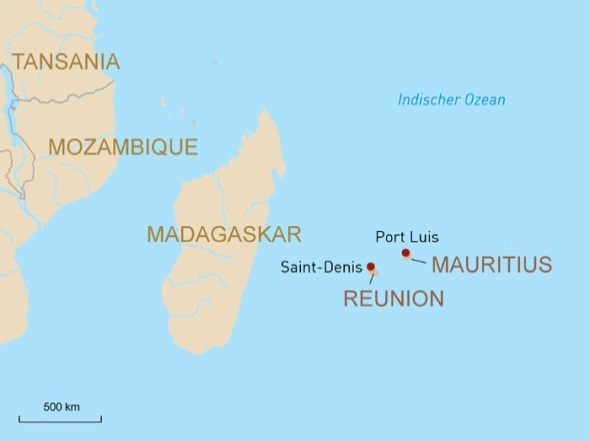 TANSANIA
Indischer Ozean
MOZAMBIQUE
MADAGASKAR
Port Luis
Saint-Denis
MAURITIUS
REUNION
500 km